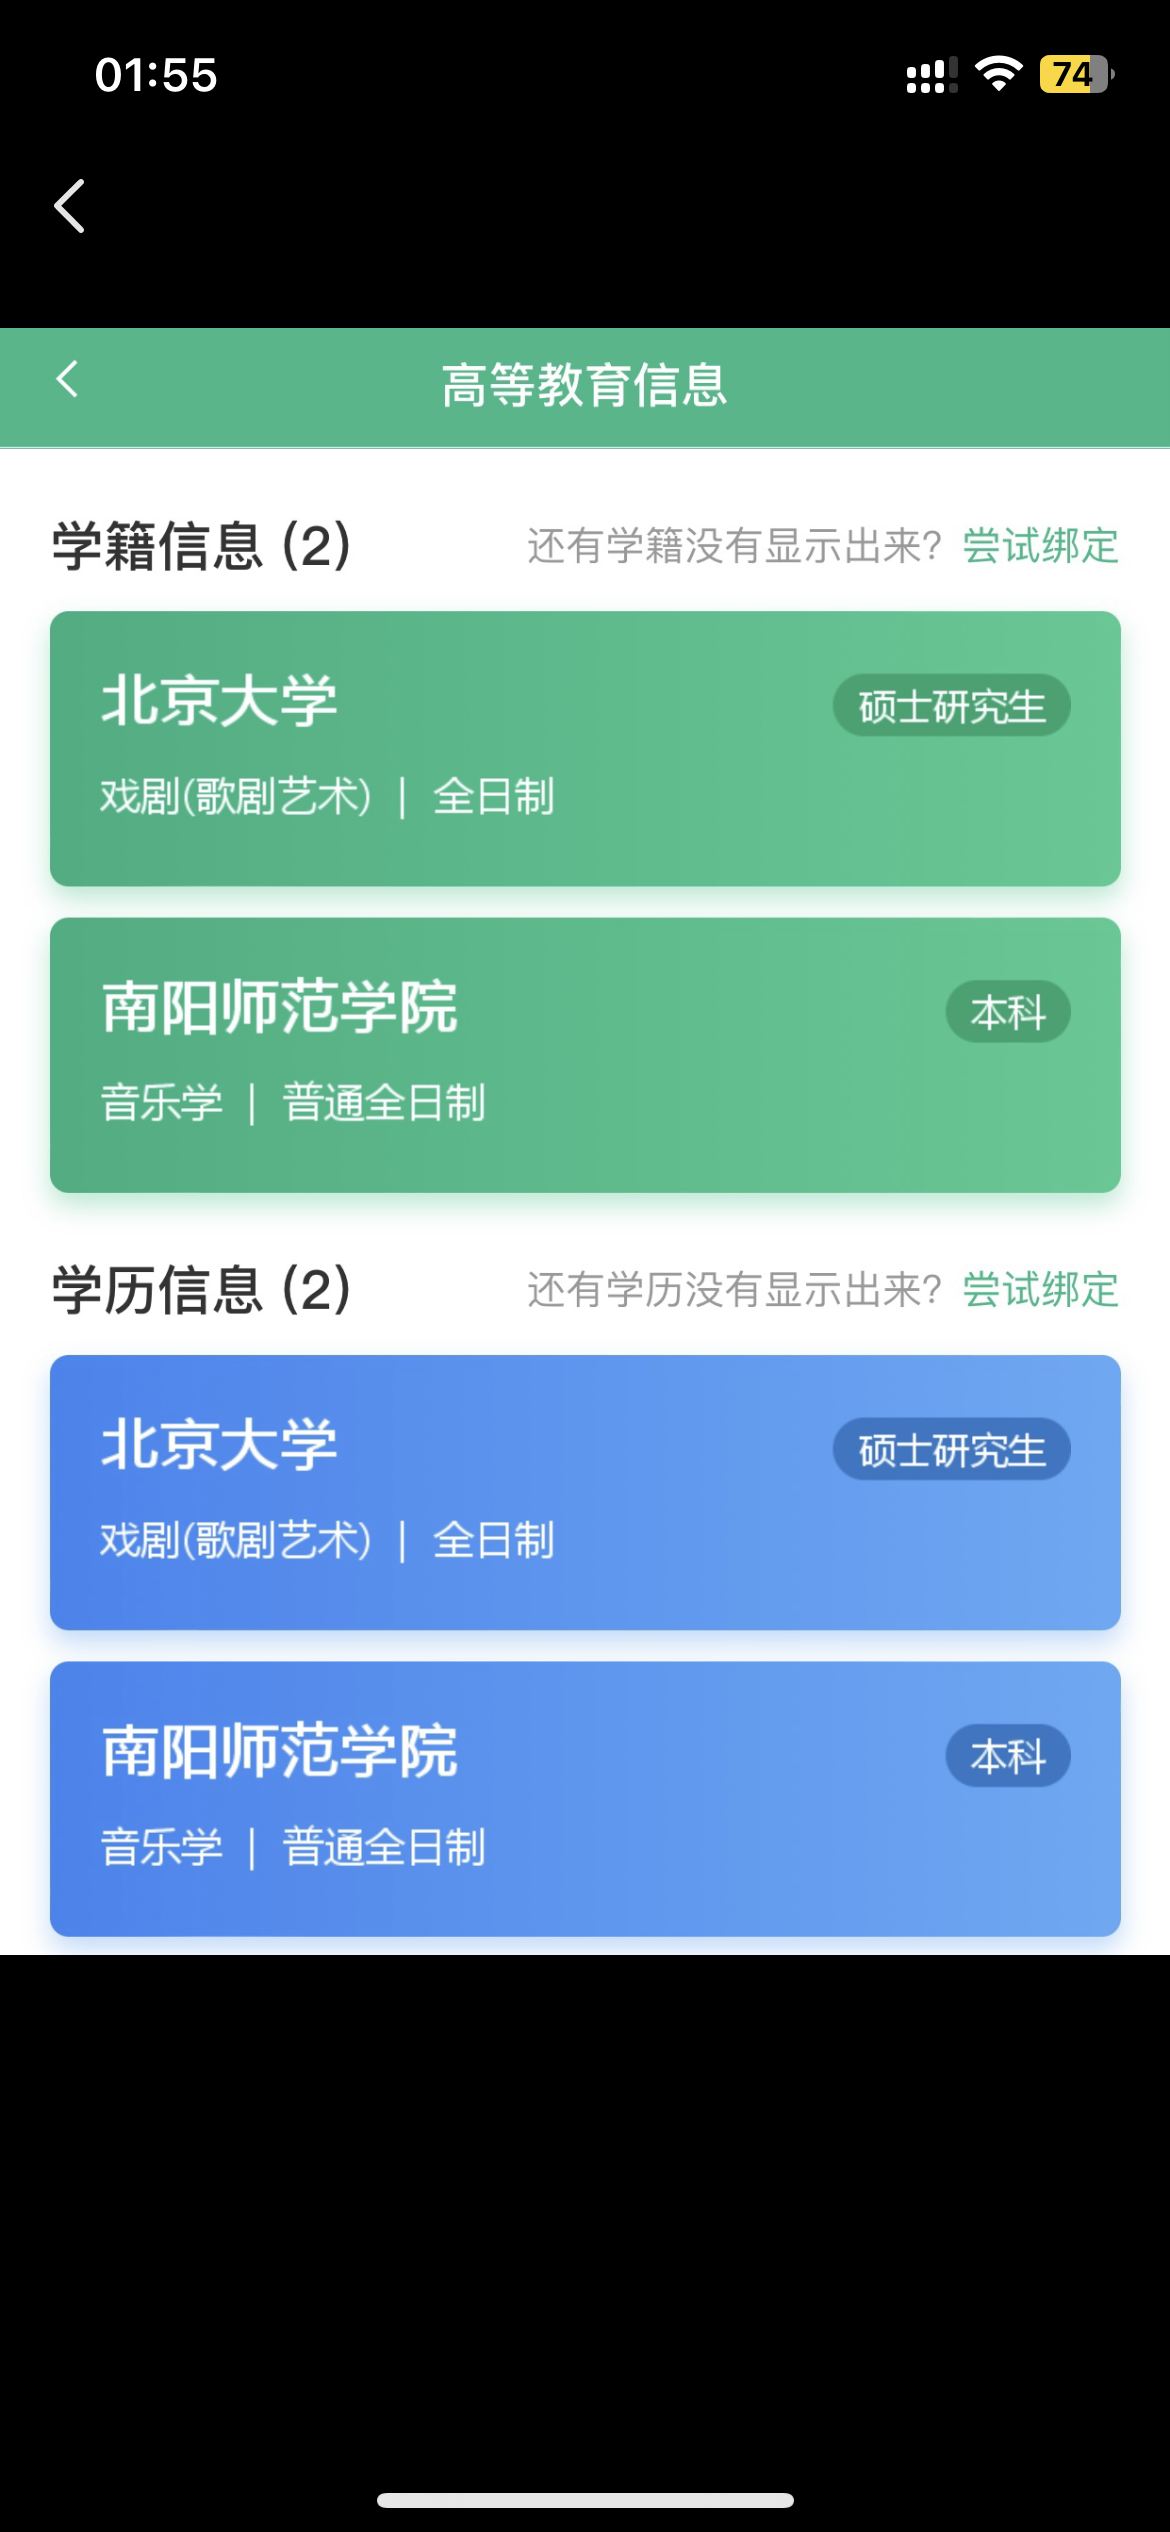 01:55
74
高等教育信息
学籍信息 (2) 还有学籍没有显示出来? 尝试绑定
北京大学 硕士研究生
戏剧(歌剧艺术) | 全日制
南阳师范学院 本科
音乐学 | 普通全日制
学历信息 (2) 还有学历没有显示出来? 尝试绑定
北京大学 硕士研究生
戏剧(歌剧艺术) | 全日制
南阳师范学院 本科
音乐学 | 普通全日制